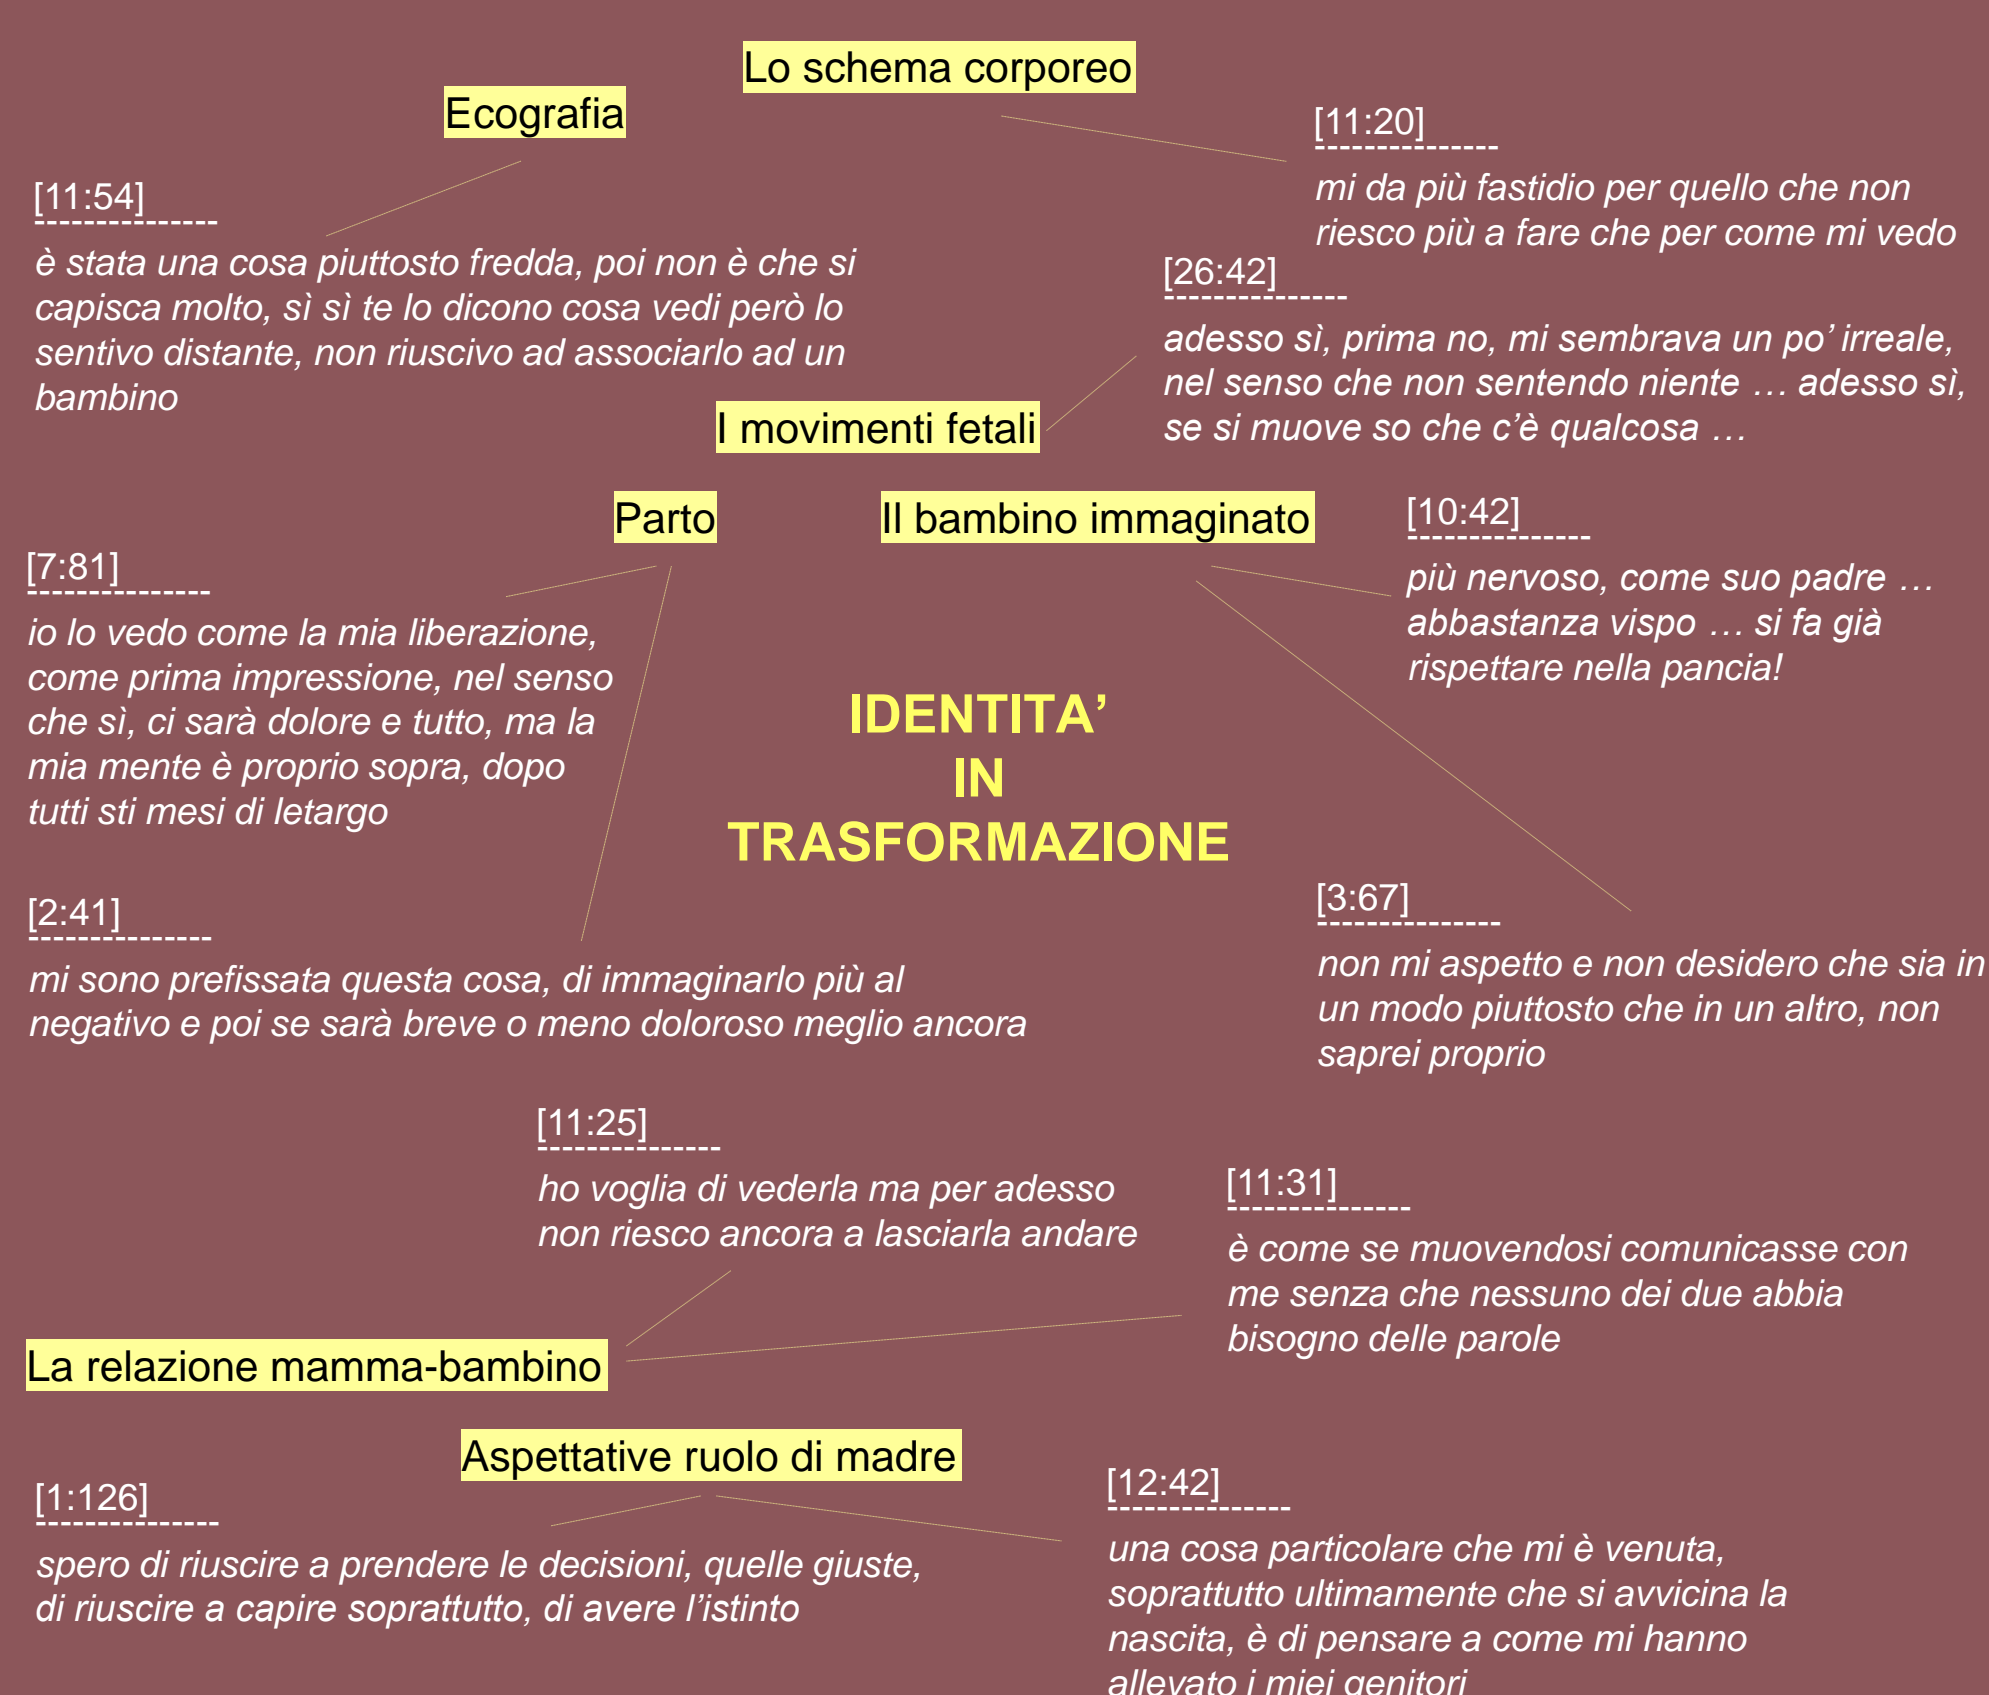 Lo schema corporeo
Ecografia
[11:20]
---------------
mi da più fastidio per quello che non
riesco più a fare che per come mi vedo
[11:54]
---------------
è stata una cosa piuttosto fredda, poi non è che si
capisca molto, sì sì te lo dicono cosa vedi però lo
sentivo distante, non riuscivo ad associarlo ad un
bambino
[26:42]
---------------
adesso sì, prima no, mi sembrava un po’ irreale,
nel senso che non sentendo niente … adesso sì,
se si muove so che c’è qualcosa …
I movimenti fetali
Parto
Il bambino immaginato
[10:42]
---------------
più nervoso, come suo padre …
abbastanza vispo … si fa già
rispettare nella pancia!
[7:81]
---------------
io lo vedo come la mia liberazione,
come prima impressione, nel senso
che sì, ci sarà dolore e tutto, ma la
mia mente è proprio sopra, dopo
tutti sti mesi di letargo
IDENTITA’
IN
TRASFORMAZIONE
[2:41]
---------------
mi sono prefissata questa cosa, di immaginarlo più al
negativo e poi se sarà breve o meno doloroso meglio ancora
[3:67]
---------------
non mi aspetto e non desidero che sia in
un modo piuttosto che in un altro, non
saprei proprio
[11:25]
---------------
ho voglia di vederla ma per adesso
non riesco ancora a lasciarla andare
[11:31]
---------------
è come se muovendosi comunicasse con
me senza che nessuno dei due abbia
bisogno delle parole
La relazione mamma-bambino
Aspettative ruolo di madre
[1:126]
---------------
spero di riuscire a prendere le decisioni, quelle giuste,
di riuscire a capire soprattutto, di avere l’istinto
[12:42]
---------------
una cosa particolare che mi è venuta,
soprattutto ultimamente che si avvicina la
nascita, è di pensare a come mi hanno
allevato i miei genitori